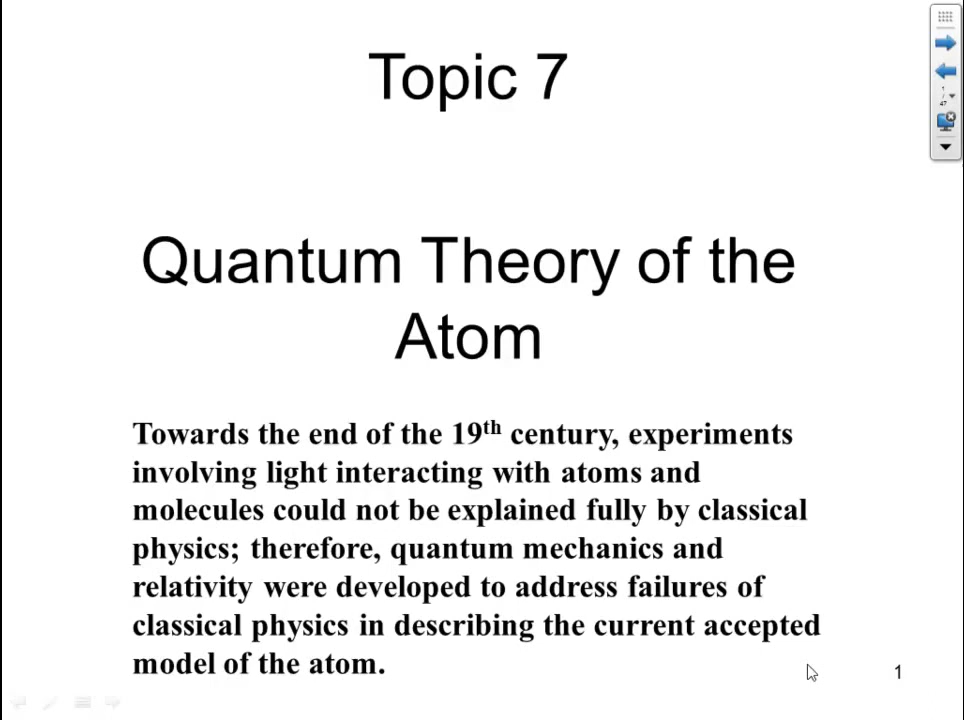 Topic 7
Quantum Theory of the
Atom
Towards the end of the 19th century, experiments
involving light interacting with atoms and
molecules could not be explained fully by classical
physics; therefore, quantum mechanics and
relativity were developed to address failures of
classical physics in describing the current accepted
model of the atom.
1
1
/
47